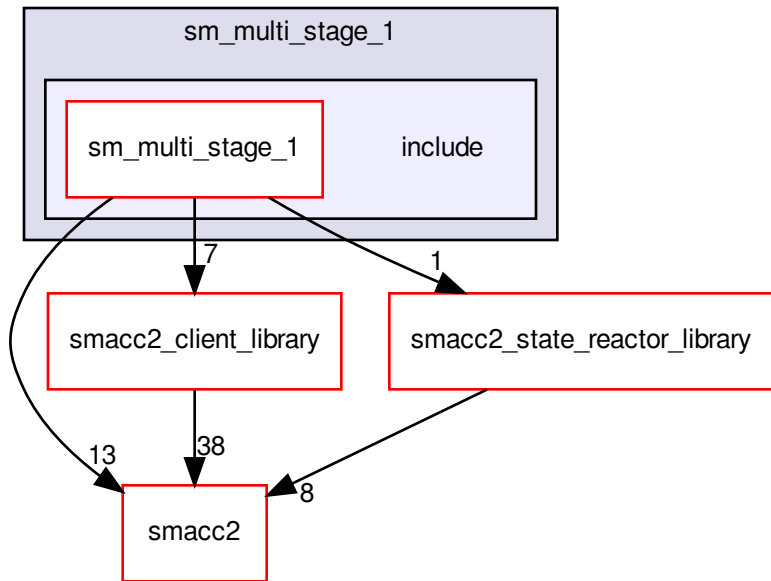 sm_multi_stage_1
sm_multi_stage_1
include
7
1
smacc2_client_library
smacc2_state_reactor_library
13
38
8
smacc2